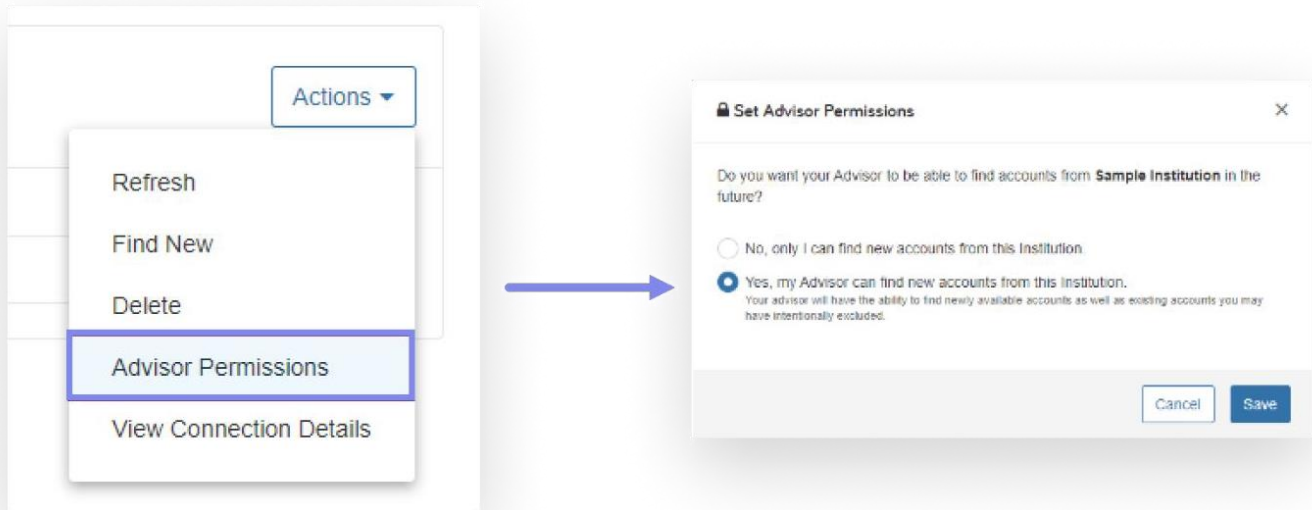 Actions
Refresh
Find New
Delete
Advisor Permissions
View Connection Details
Set Advisor Permissions
Do you want your Advisor to be able to find accounts from Sample Institution in the
future?
No, only I can find new accounts from this Institution
Yes, my Advisor can find new accounts from this Institution.
Your advisor will have the ability to find newly available accounts as well as existing accounts you may
have intentionally excluded.
Cancel
Save